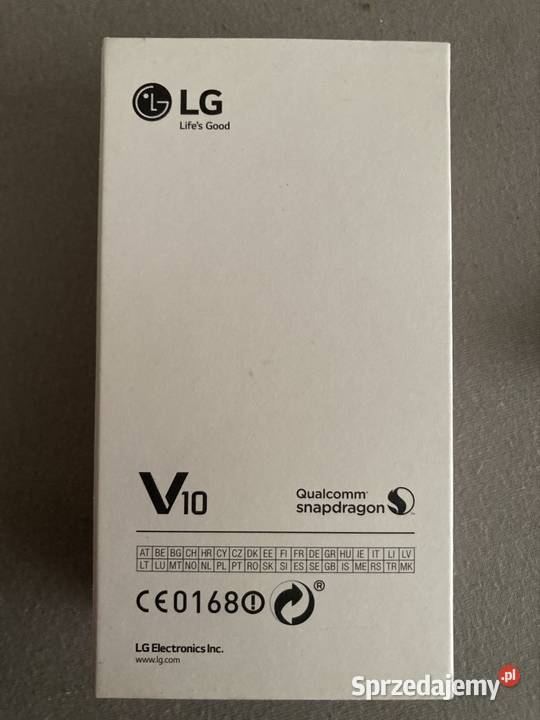 LG
Life's Good
V10
Qualcomm
snapdragon
AT BE BG CH HR CY CZ DK EE FI FR DE GR HU IE IT LI LV
LT LU MT NO NL PL PT RO SK SI ES SE GB IS ME RS TR MK
CE0168
®
LG Electronics Inc.
www.lg.com
Sprzedajemy.pl